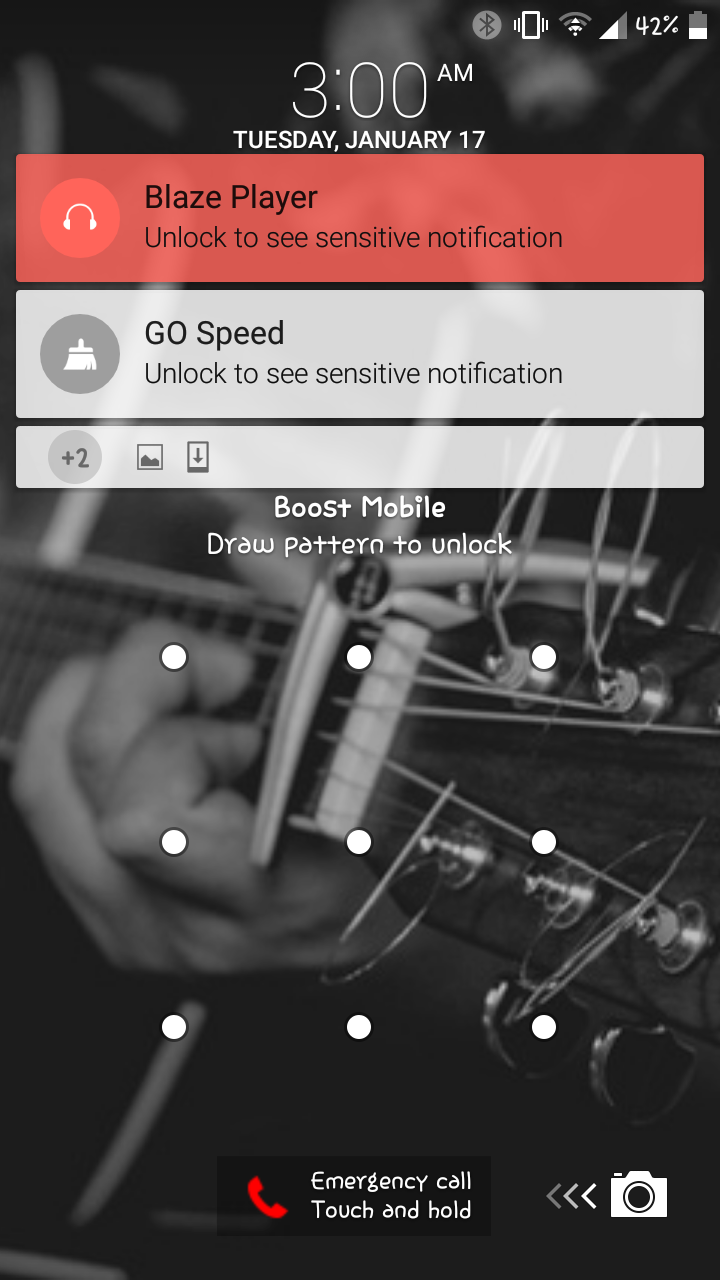 42%
3:00 AM
TUESDAY, JANUARY 17
Blaze Player
Unlock to see sensitive notification
GO Speed
Unlock to see sensitive notification
+2
Boost Mobile
Draw pattern to unlock
Emergency call
Touch and hold